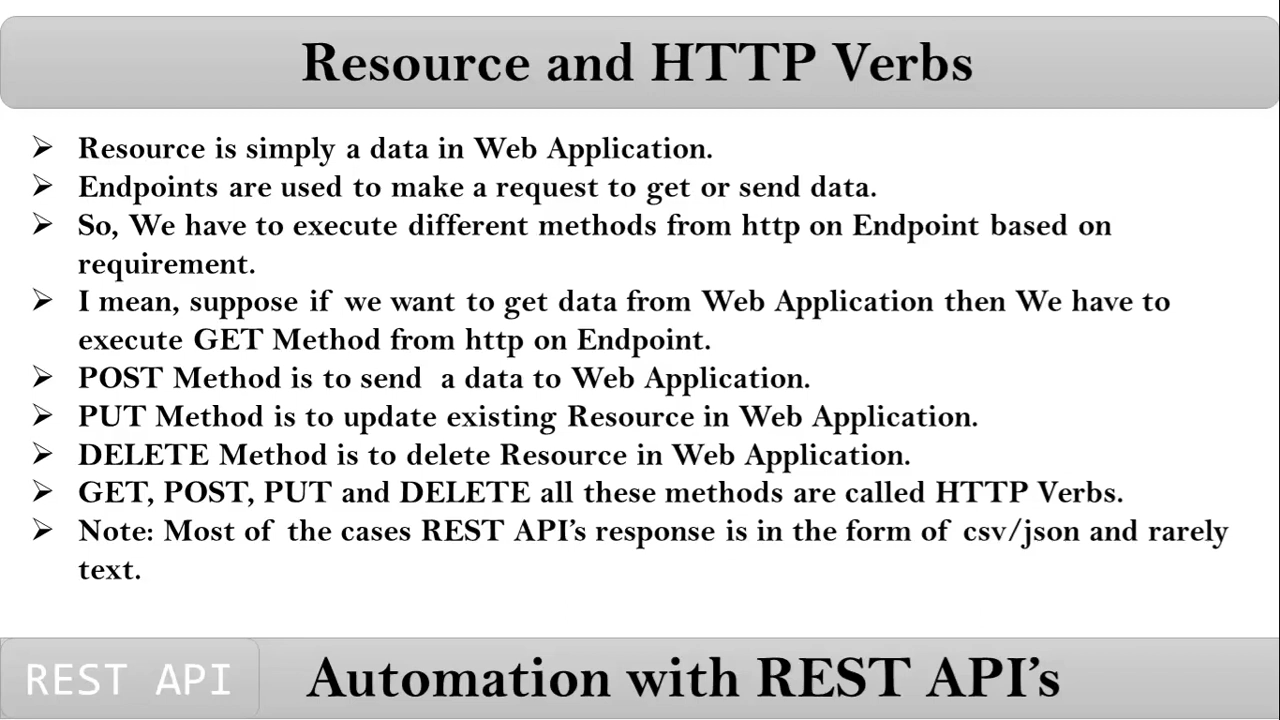 Resource and HTTP Verbs
➢ Resource is simply a data in Web Application.
➢ Endpoints are used to make a request to get or send data.
➢ So, We have to execute different methods from http on Endpoint based on
requirement.
➢ I mean, suppose if we want to get data from Web Application then We have to
execute GET Method from http on Endpoint.
➢ POST Method is to send a data to Web Application.
➢ PUT Method is to update existing Resource in Web Application.
➢ DELETE Method is to delete Resource in Web Application.
➢ GET, POST, PUT and DELETE all these methods are called HTTP Verbs.
➢ Note: Most of the cases REST API’s response is in the form of csv/json and rarely
text.
REST API
Automation with REST API’s